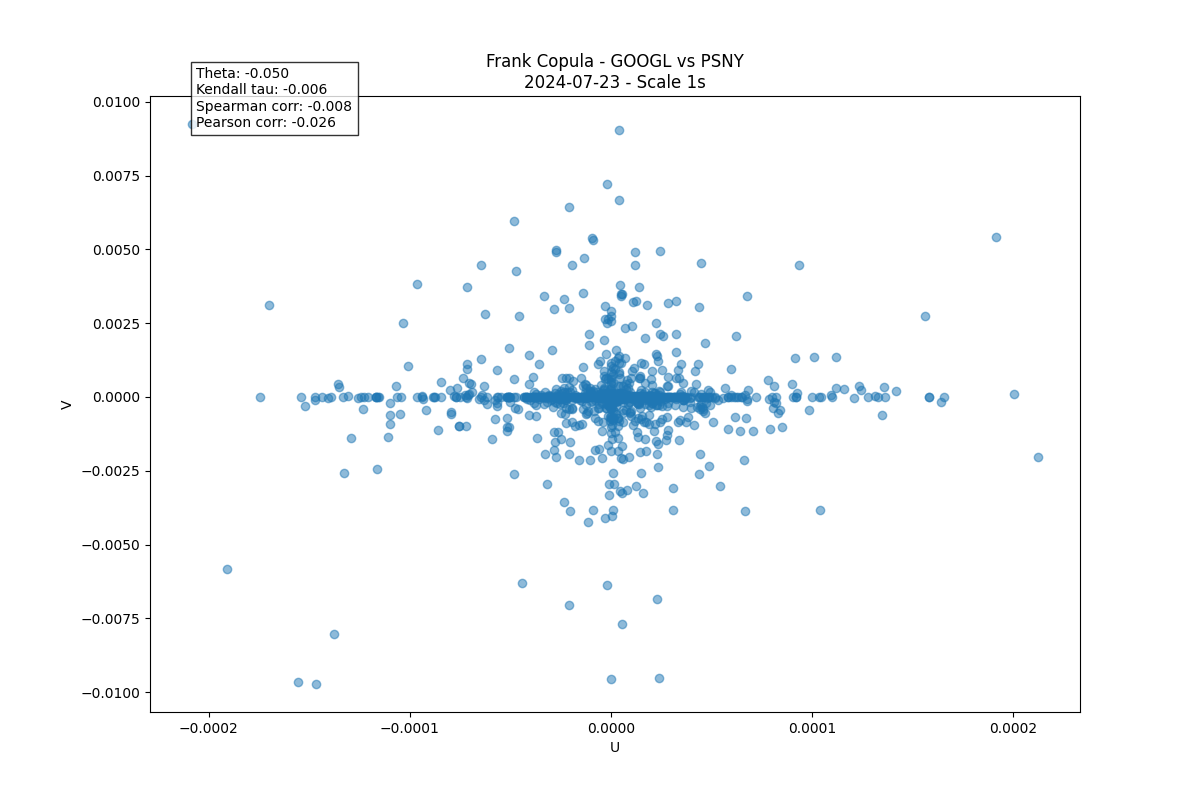 Frank Copula - GOOGL vs PSNY
2024-07-23 - Scale 1s
Theta: -0.050
Kendall tau: -0.006
Spearman corr: -0.008
Pearson corr: -0.026
0.0100
0.0075
0.0050
0.0025
0.0000
−0.0025
−0.0050
−0.0075
−0.0100
V
−0.0002
−0.0001
0.0000
0.0001
0.0002
U